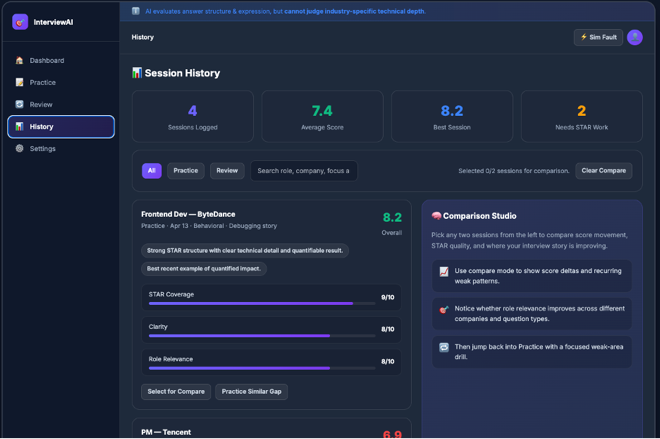 InterviewAI
Dashboard
Practice
Review
History
Settings
AI evaluates answer structure & expression, but cannot judge industry-specific technical depth.
History
Sim Fault
Session History
4
Sessions Logged
7.4
Average Score
8.2
Best Session
2
Needs STAR Work
All
Practice
Review
Search role, company, focus a
Selected 0/2 sessions for comparison.
Clear Compare
Frontend Dev — ByteDance
Practice · Apr 13 · Behavioral · Debugging story
8.2
Overall
Strong STAR structure with clear technical detail and quantifiable result.
Best recent example of quantified impact.
STAR Coverage
9/10
Clarity
8/10
Role Relevance
8/10
Select for Compare
Practice Similar Gap
PM — Tencent
6.9
Comparison Studio
Pick any two sessions from the left to compare score movement,
STAR quality, and where your interview story is improving.
Use compare mode to show score deltas and recurring
weak patterns.
Notice whether role relevance improves across different
companies and question types.
Then jump back into Practice with a focused weak-area
drill.